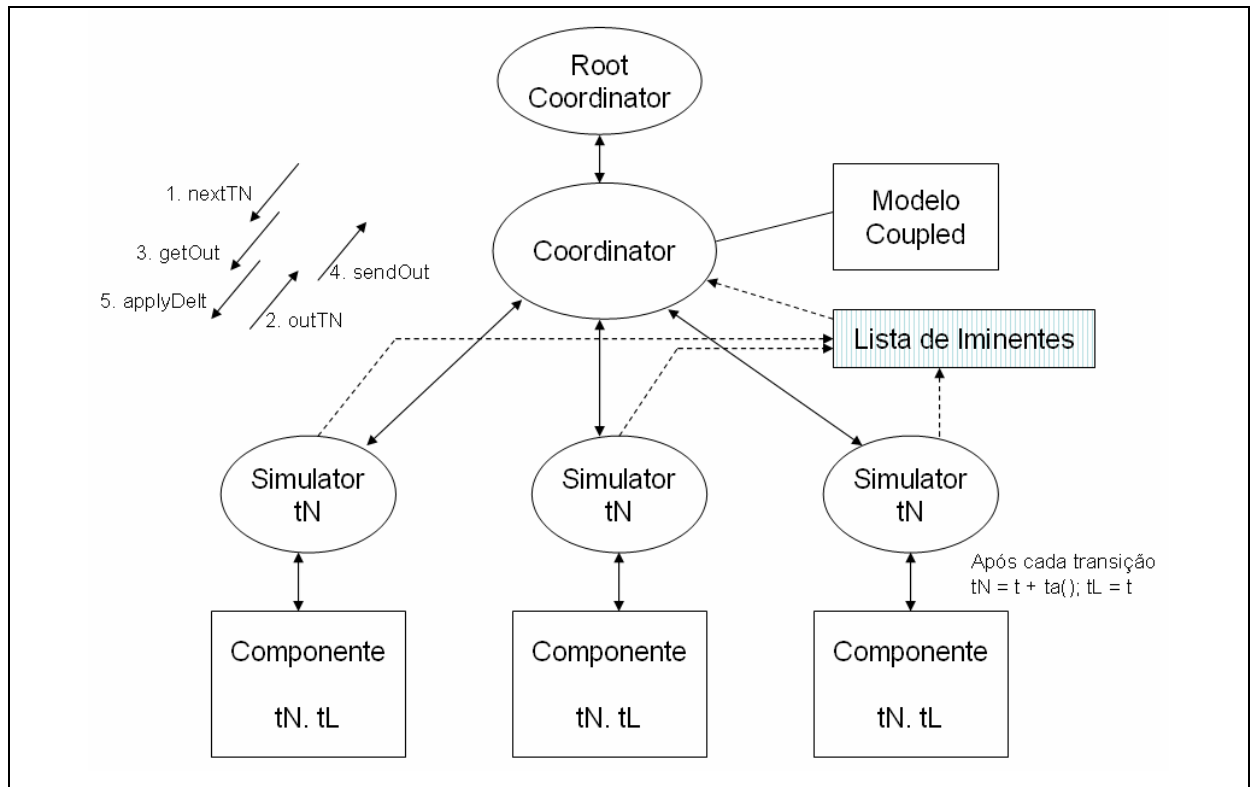 Root
Coordinator
1. nextTN
3. getOut
5. applyDelt
4. sendOut
2. outTN
Coordinator
Modelo
Coupled
Lista de Iminentes
Simulator
tN
Simulator
tN
Simulator
tN
Após cada transição
tN = t + ta(); tL = t
Componente
tN. tL
Componente
tN. tL
Componente
tN. tL